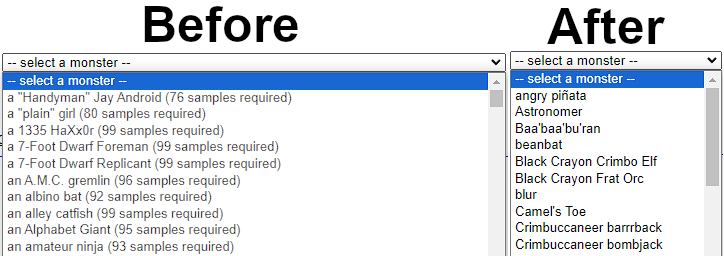 Before
-- select a monster --
-- select a monster --
a "Handyman" Jay Android (76 samples required)
a "plain" girl (80 samples required)
a 1335 HaXx0r (99 samples required)
a 7-Foot Dwarf Foreman (99 samples required)
a 7-Foot Dwarf Replicant (99 samples required)
an A.M.C. gremlin (96 samples required)
an albino bat (92 samples required)
an alley catfish (99 samples required)
an Alphabet Giant (95 samples required)
an amateur ninja (93 samples required)
After
-- select a monster --
-- select a monster --
angry piñata
Astronomer
Baa'baa'bu'ran
beanbat
Black Crayon Crimbo Elf
Black Crayon Frat Orc
blur
Camel's Toe
Crimbuccaneer barrrback
Crimbuccaneer bombjack